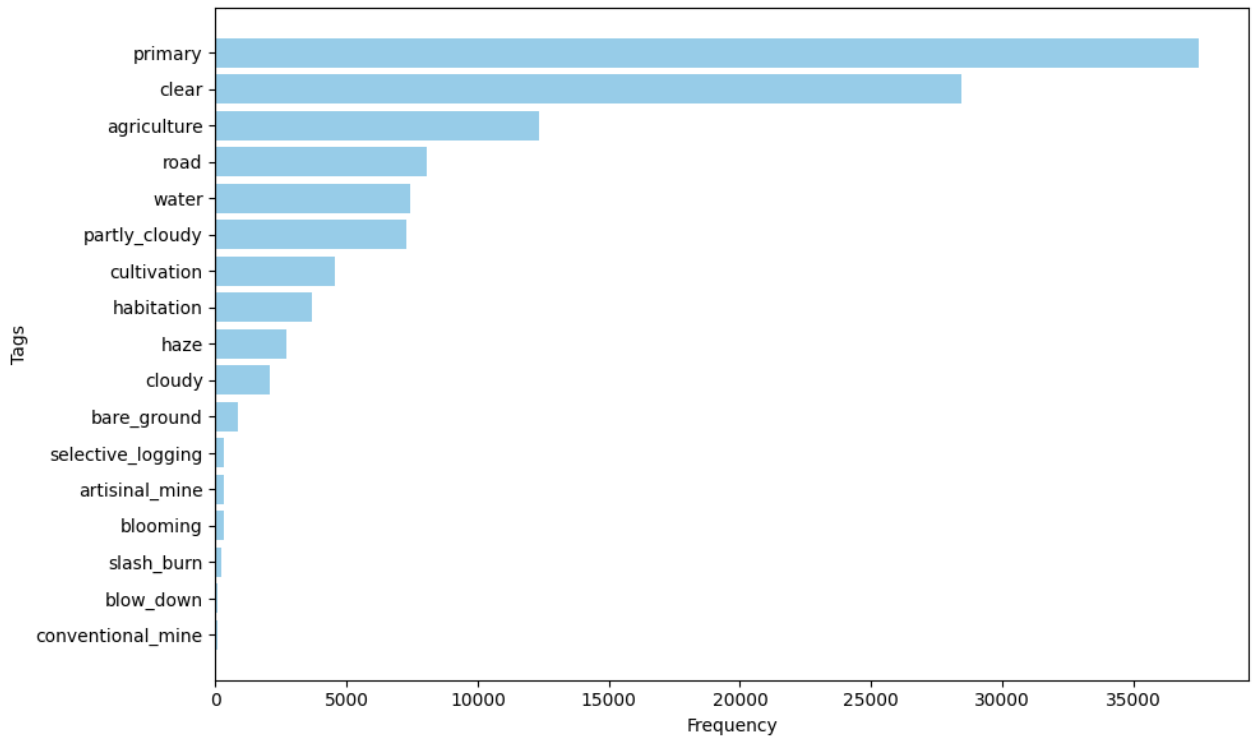 primary
clear
agriculture
road
water
partly_cloudy
cultivation
habitation
haze
cloudy
bare_ground
selective_logging
artisinal_mine
blooming
slash_burn
blow_down
conventional_mine
Tags
0 5000 10000 15000 20000 25000 30000 35000
Frequency